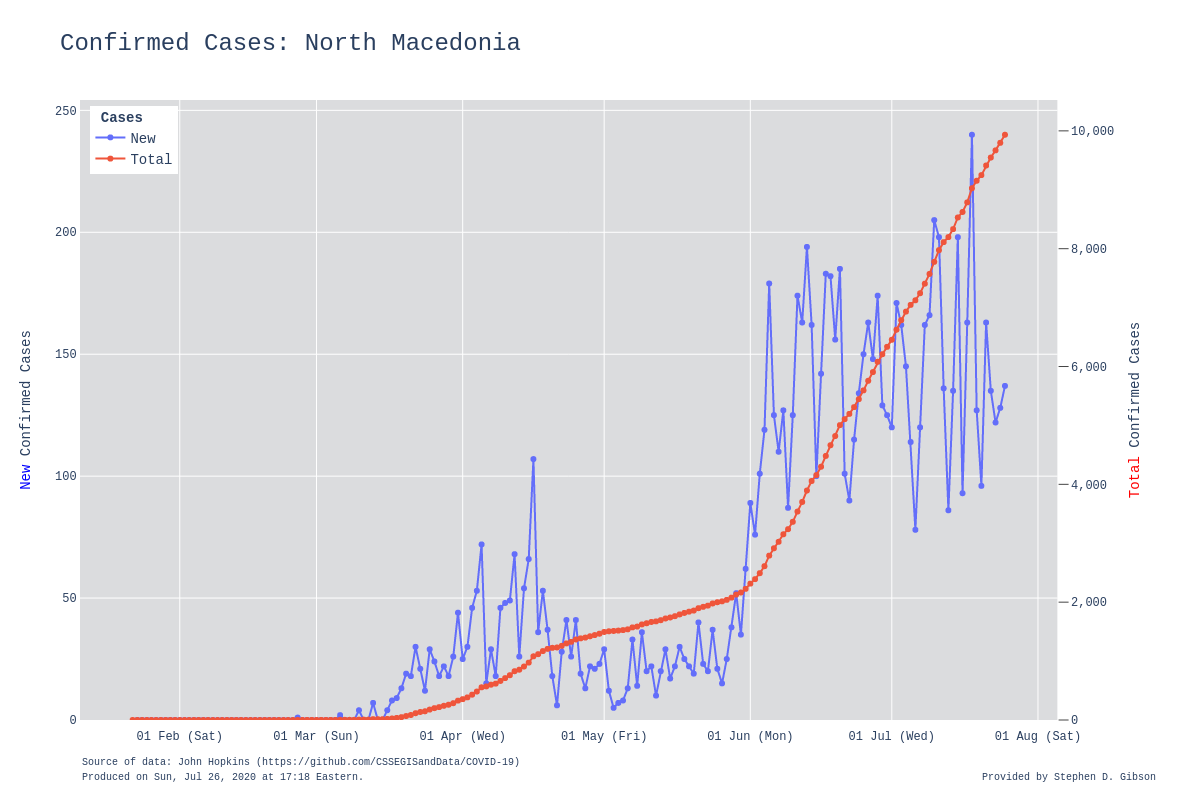 Confirmed Cases: North Macedonia
Cases
New
Total
250
200
150
100
50
0
10,000
8,000
6,000
4,000
2,000
0
New Confirmed Cases
Total Confirmed Cases
01 Feb (Sat) 01 Mar (Sun) 01 Apr (Wed) 01 May (Fri) 01 Jun (Mon) 01 Jul (Wed) 01 Aug (Sat)
Source of data: John Hopkins (https://github.com/CSSEGISandData/COVID-19)
Produced on Sun, Jul 26, 2020 at 17:18 Eastern.
Provided by Stephen D. Gibson